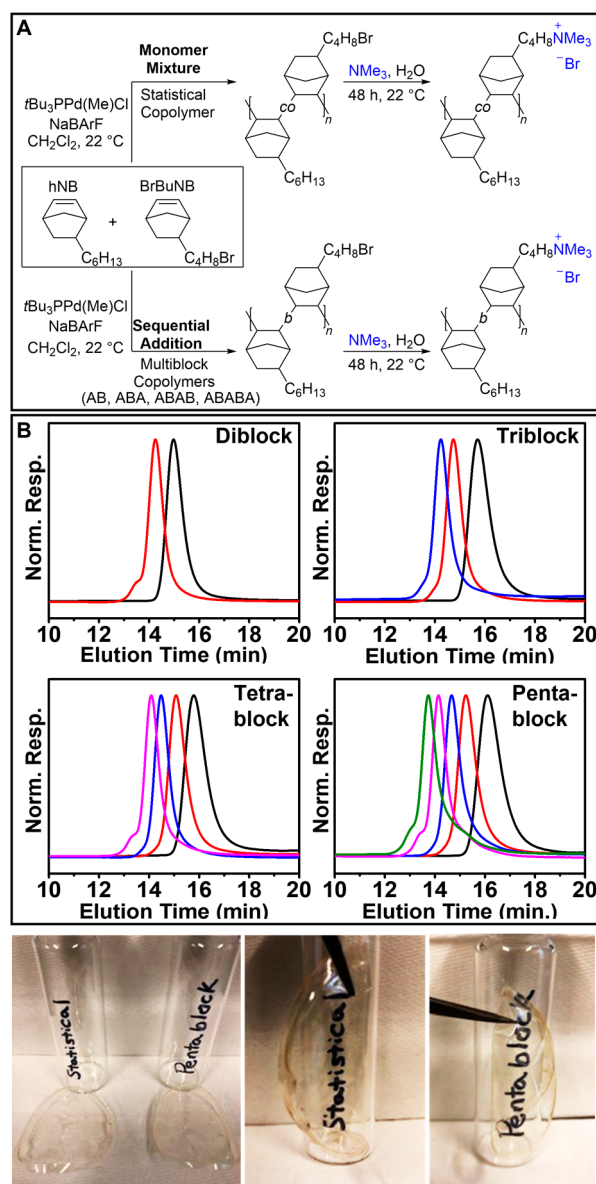 A
C4H8Br
C4H8NMe3
+
−Br
Monomer
Mixture
NMe3, H2O
tBu3PPd(Me)Cl
NaBArF
CH2Cl2, 22 °C
Statistical
Copolymer
co
n
48 h, 22 °C
co
n
C6H13
C6H13
hNB
BrBuNB
+
C6H13
C4H8Br
C4H8Br
C4H8NMe3
+
−Br
tBu3PPd(Me)Cl
NaBArF
CH2Cl2, 22 °C
Sequential
Addition
b
n
NMe3, H2O
48 h, 22 °C
b
n
Multiblock
Copolymers
(AB, ABA, ABAB, ABABA)
C6H13
C6H13
B
Diblock
Triblock
Norm. Resp.
Norm. Resp.
10 12 14 16 18 20
10 12 14 16 18 20
Elution Time (min)
Elution Time (min)
Tetra-
block
Penta-
block
Norm. Resp.
Norm. Resp.
10 12 14 16 18 20
10 12 14 16 18 20
Elution Time (min)
Elution Time (min.)
Statistical
Pentablock
Statistical
Pentablock